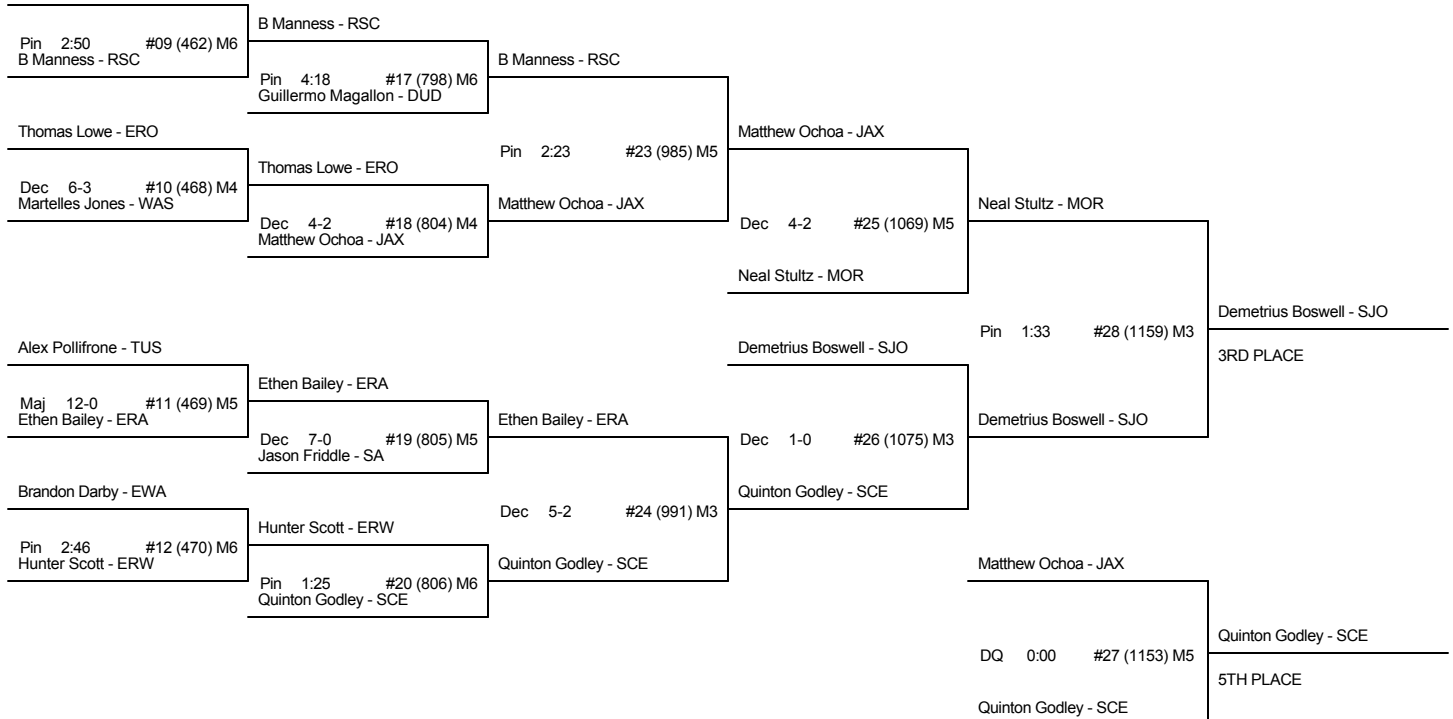 B Manness - RSC
Pin 2:50 #09 (462) M6
B Manness - RSC
B Manness - RSC
Pin 4:18 #17 (798) M6
Guillermo Magallon - DUD
Thomas Lowe - ERO
Matthew Ochoa - JAX
Pin 2:23 #23 (985) M5
Thomas Lowe - ERO
Dec 6-3 #10 (468) M4
Martelles Jones - WAS
Matthew Ochoa - JAX
Neal Stultz - MOR
Dec 4-2 #18 (804) M4
Matthew Ochoa - JAX
Dec 4-2 #25 (1069) M5
Neal Stultz - MOR
Demetrius Boswell - SJO
Pin 1:33 #28 (1159) M3
Alex Pollifrone - TUS
Demetrius Boswell - SJO
3RD PLACE
Ethen Bailey - ERA
Maj 12-0 #11 (469) M5
Ethen Bailey - ERA
Ethen Bailey - ERA
Demetrius Boswell - SJO
Dec 7-0 #19 (805) M5
Jason Friddle - SA
Dec 1-0 #26 (1075) M3
Brandon Darby - EWA
Quinton Godley - SCE
Dec 5-2 #24 (991) M3
Hunter Scott - ERW
Pin 2:46 #12 (470) M6
Hunter Scott - ERW
Quinton Godley - SCE
Matthew Ochoa - JAX
Pin 1:25 #20 (806) M6
Quinton Godley - SCE
Quinton Godley - SCE
DQ 0:00 #27 (1153) M5
5TH PLACE
Quinton Godley - SCE